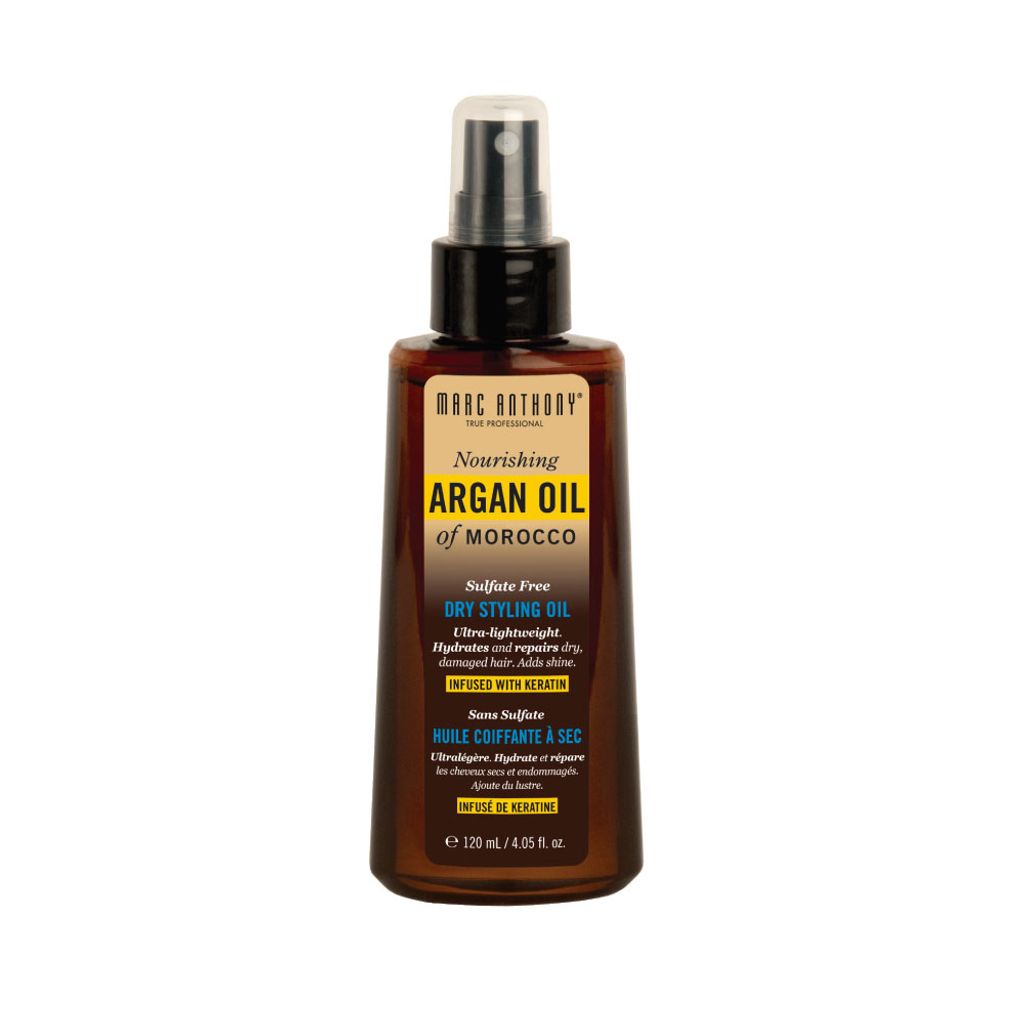 MARC ANTHONY®
TRUE PROFESSIONAL
Nourishing
ARGAN OIL
of MOROCCO
Sulfate Free
DRY STYLING OIL
Ultra-lightweight.
Hydrates and repairs dry,
damaged hair. Adds shine.
INFUSED WITH KERATIN
Sans Sulfate
HUILE COIFFANTE À SEC
Ultralégère. Hydrate et répare
les cheveux secs et endommagés.
Ajoute du lustre.
INFUSÉ DE KERATINE
℮ 120 mL / 4.05 fl. oz.